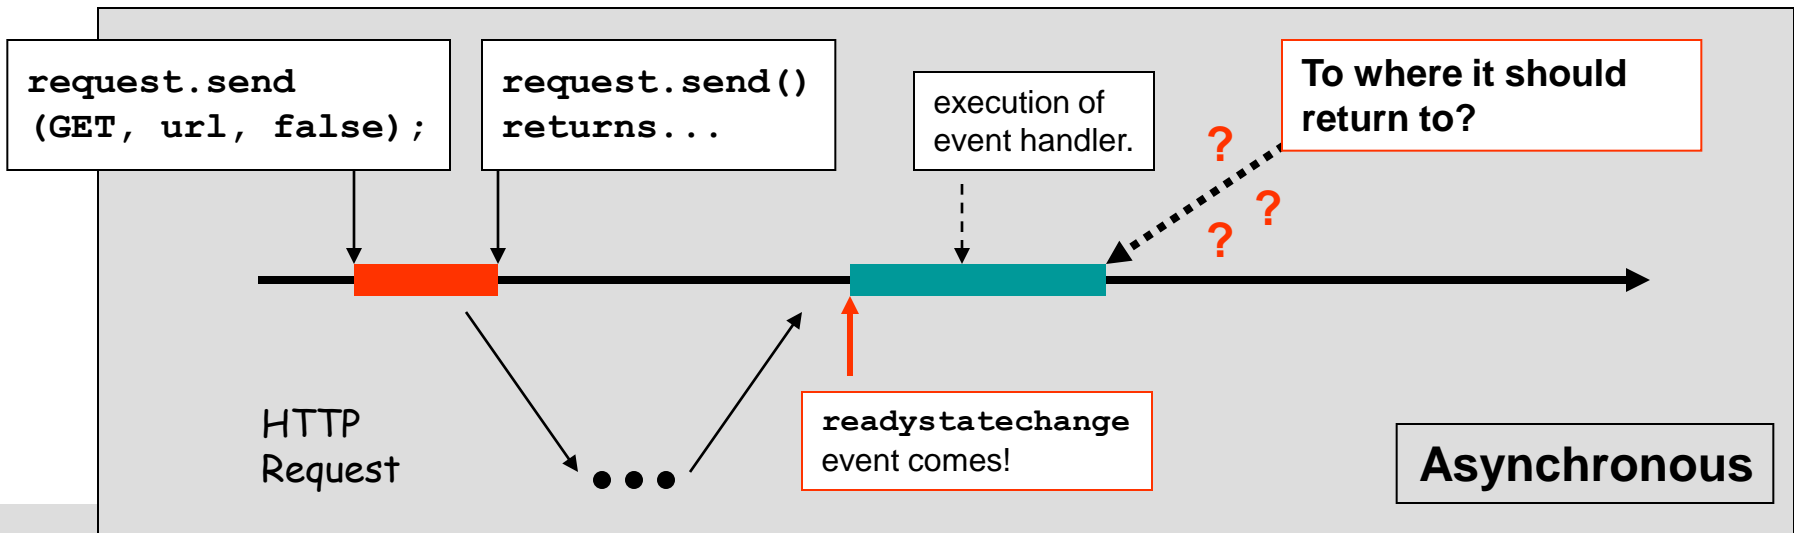 request.send
(GET, url, false);
request.send()
returns...
execution of
event handler.
To where it should
return to?
?
?
?
HTTP
Request
readystatechange
event comes!
Asynchronous